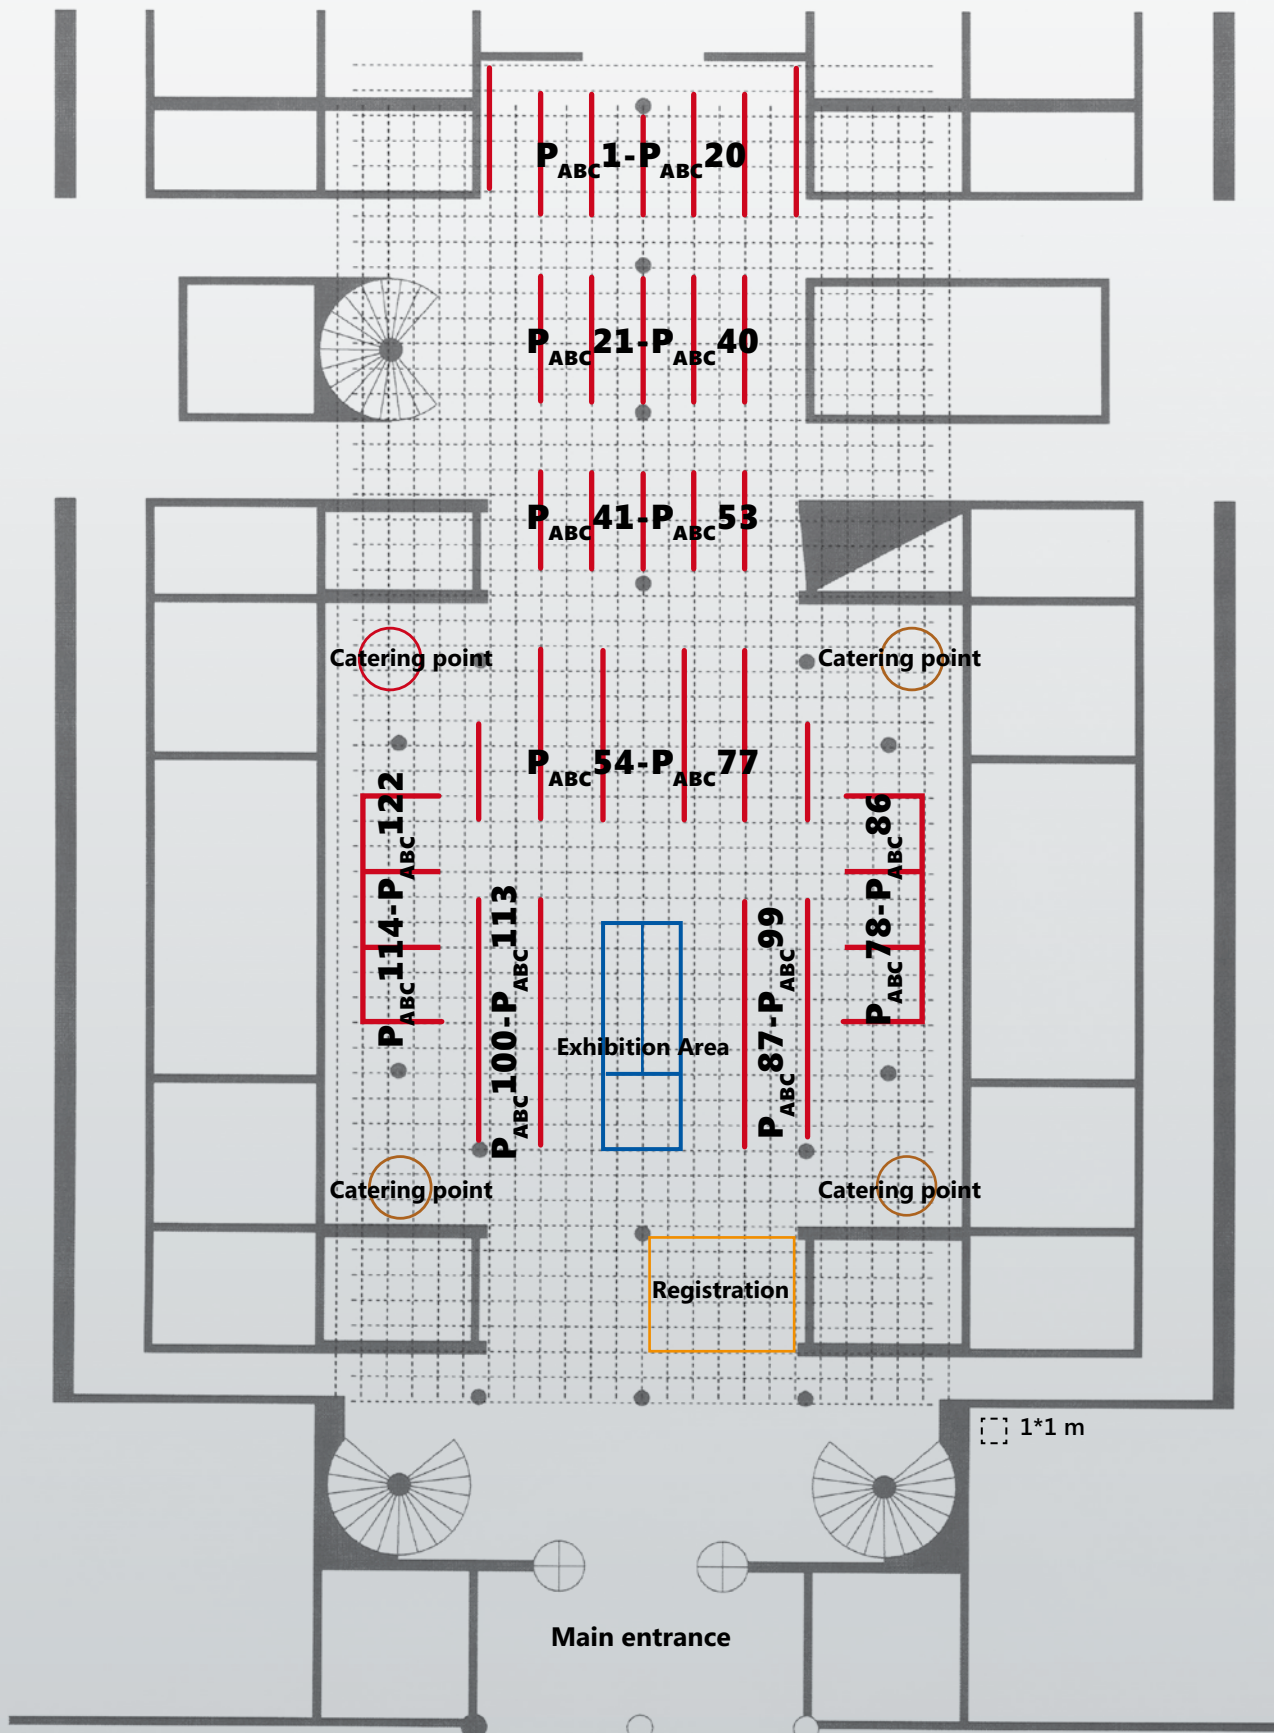 PABC1-PABC20
PABC21-PABC40
PABC41-PABC53
Catering point
Catering point
PABC54-PABC77
PABC114-PABC122
PABC78-PABC86
PABC100-PABC113
PABC87-PABC99
Exhibition Area
Catering point
Catering point
Registration
1*1 m
Main entrance